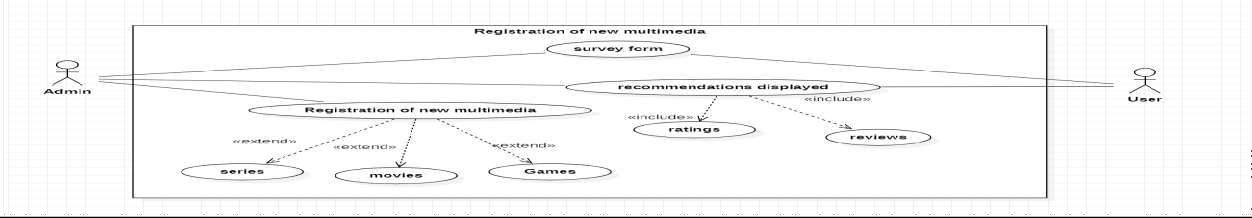 Registration of new multimedia
survey form
Admin
recommendations displayed
User
«include»
Registration of new multimedia
«include»
ratings
reviews
«extend»
«extend»
«extend»
series
movies
Games